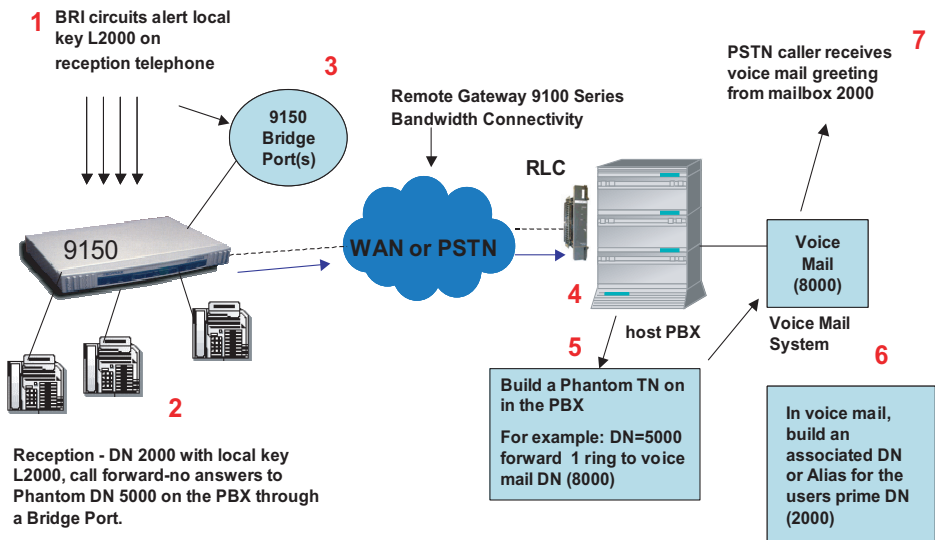 1
BRI circuits alert local
key L2000 on
reception telephone
3
9150
Bridge
Port(s)
Remote Gateway 9100 Series
Bandwidth Connectivity
7
PSTN caller receives
voice mail greeting
from mailbox 2000
RLC
9150
WAN or PSTN
Voice
Mail
(8000)
4
host PBX
Voice Mail
System
5
6
Build a Phantom TN on
in the PBX
For example: DN=5000
forward 1 ring to voice
mail DN (8000)
In voice mail,
build an
associated DN
or Alias for the
users prime DN
(2000)
2
Reception - DN 2000 with local key
L2000, call forward-no answers to
Phantom DN 5000 on the PBX through
a Bridge Port.